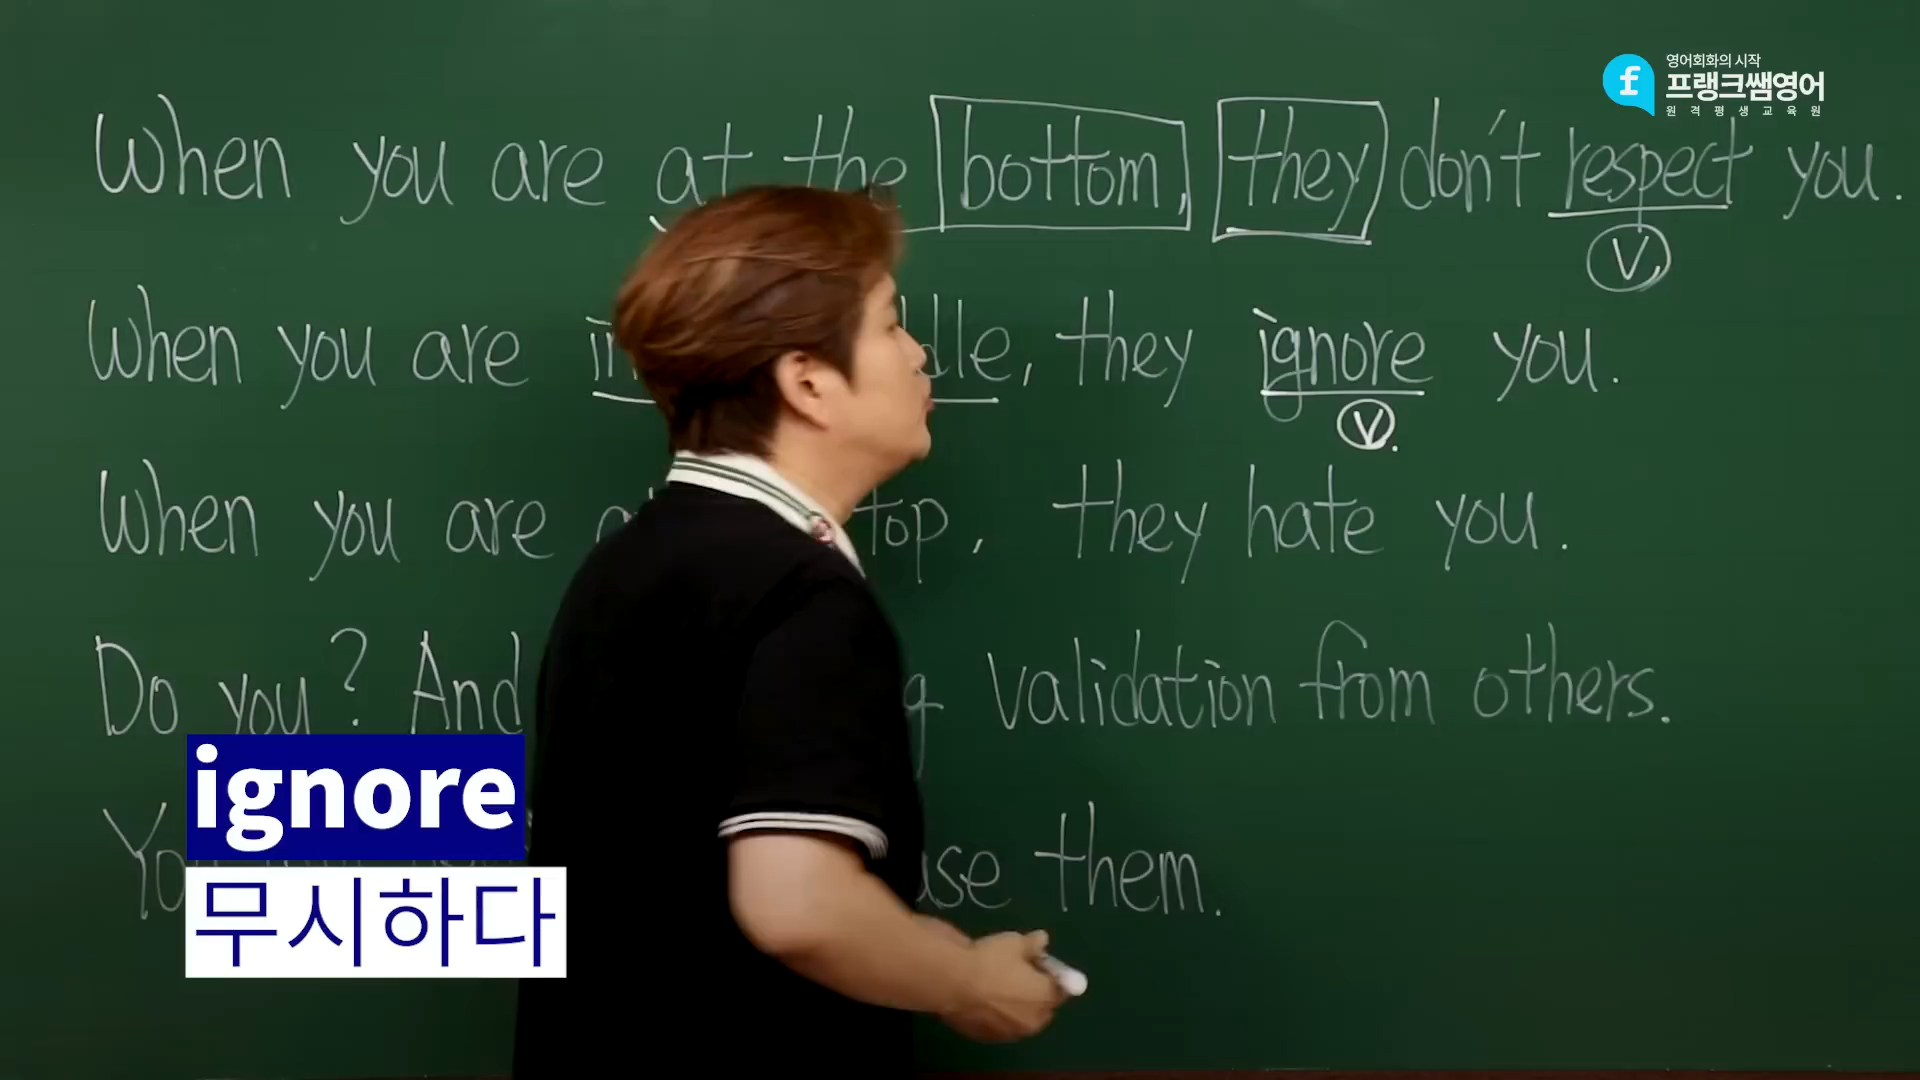 영어회화의 시작
프랭크쌤영어
원격평생교육원
When you are at the bottom, they don't respect you.
V
When you are in dle, they ignore you.
V.
When you are top, they hate you.
Do you? And validation from others.
use them.
ignore
무시하다